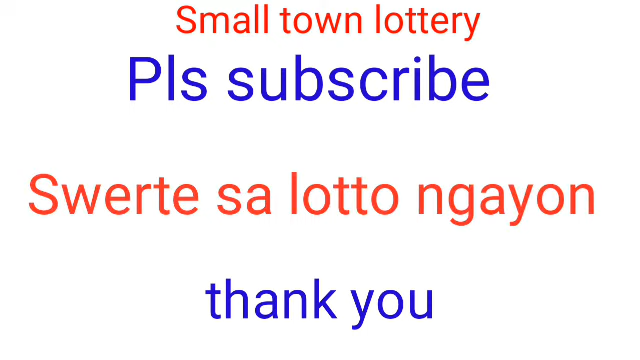 Small town lottery
Pls subscribe
Swerte sa lotto ngayon
thank you